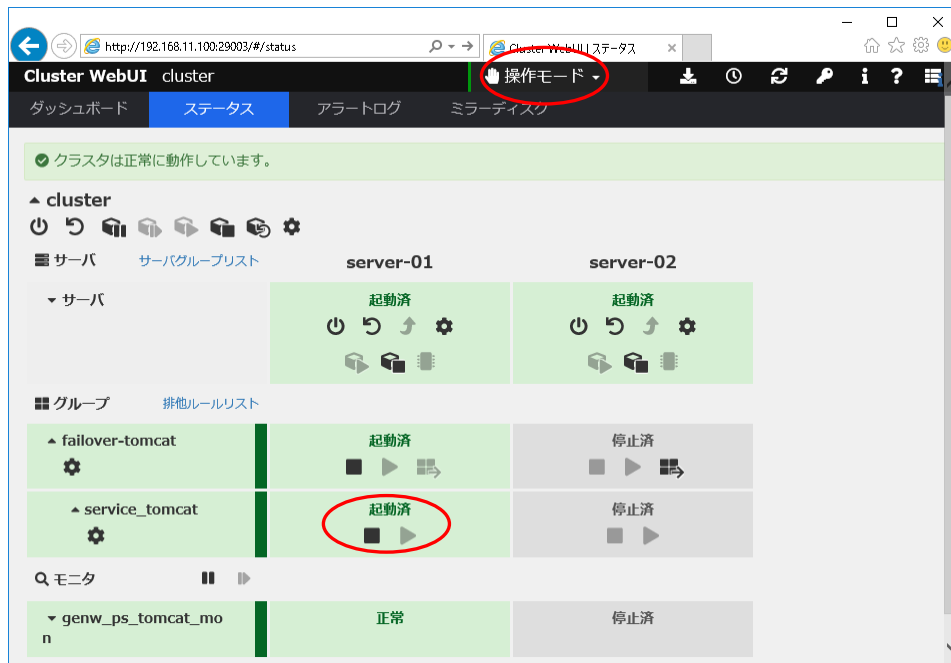 http://192.168.11.100:29003/#/status
Cluster WebUI ステータス
Cluster WebUI cluster
操作モード
ダッシュボード ステータス アラートログ ミラーディスク
クラスタは正常に動作しています。
cluster
サーバ サーバグループリスト server-01 server-02
サーバ 起動済 起動済
グループ 排他ルールリスト
failover-tomcat 起動済 停止済
service_tomcat 起動済 停止済
モニタ
genw_ps_tomcat_mo 正常 停止済
n